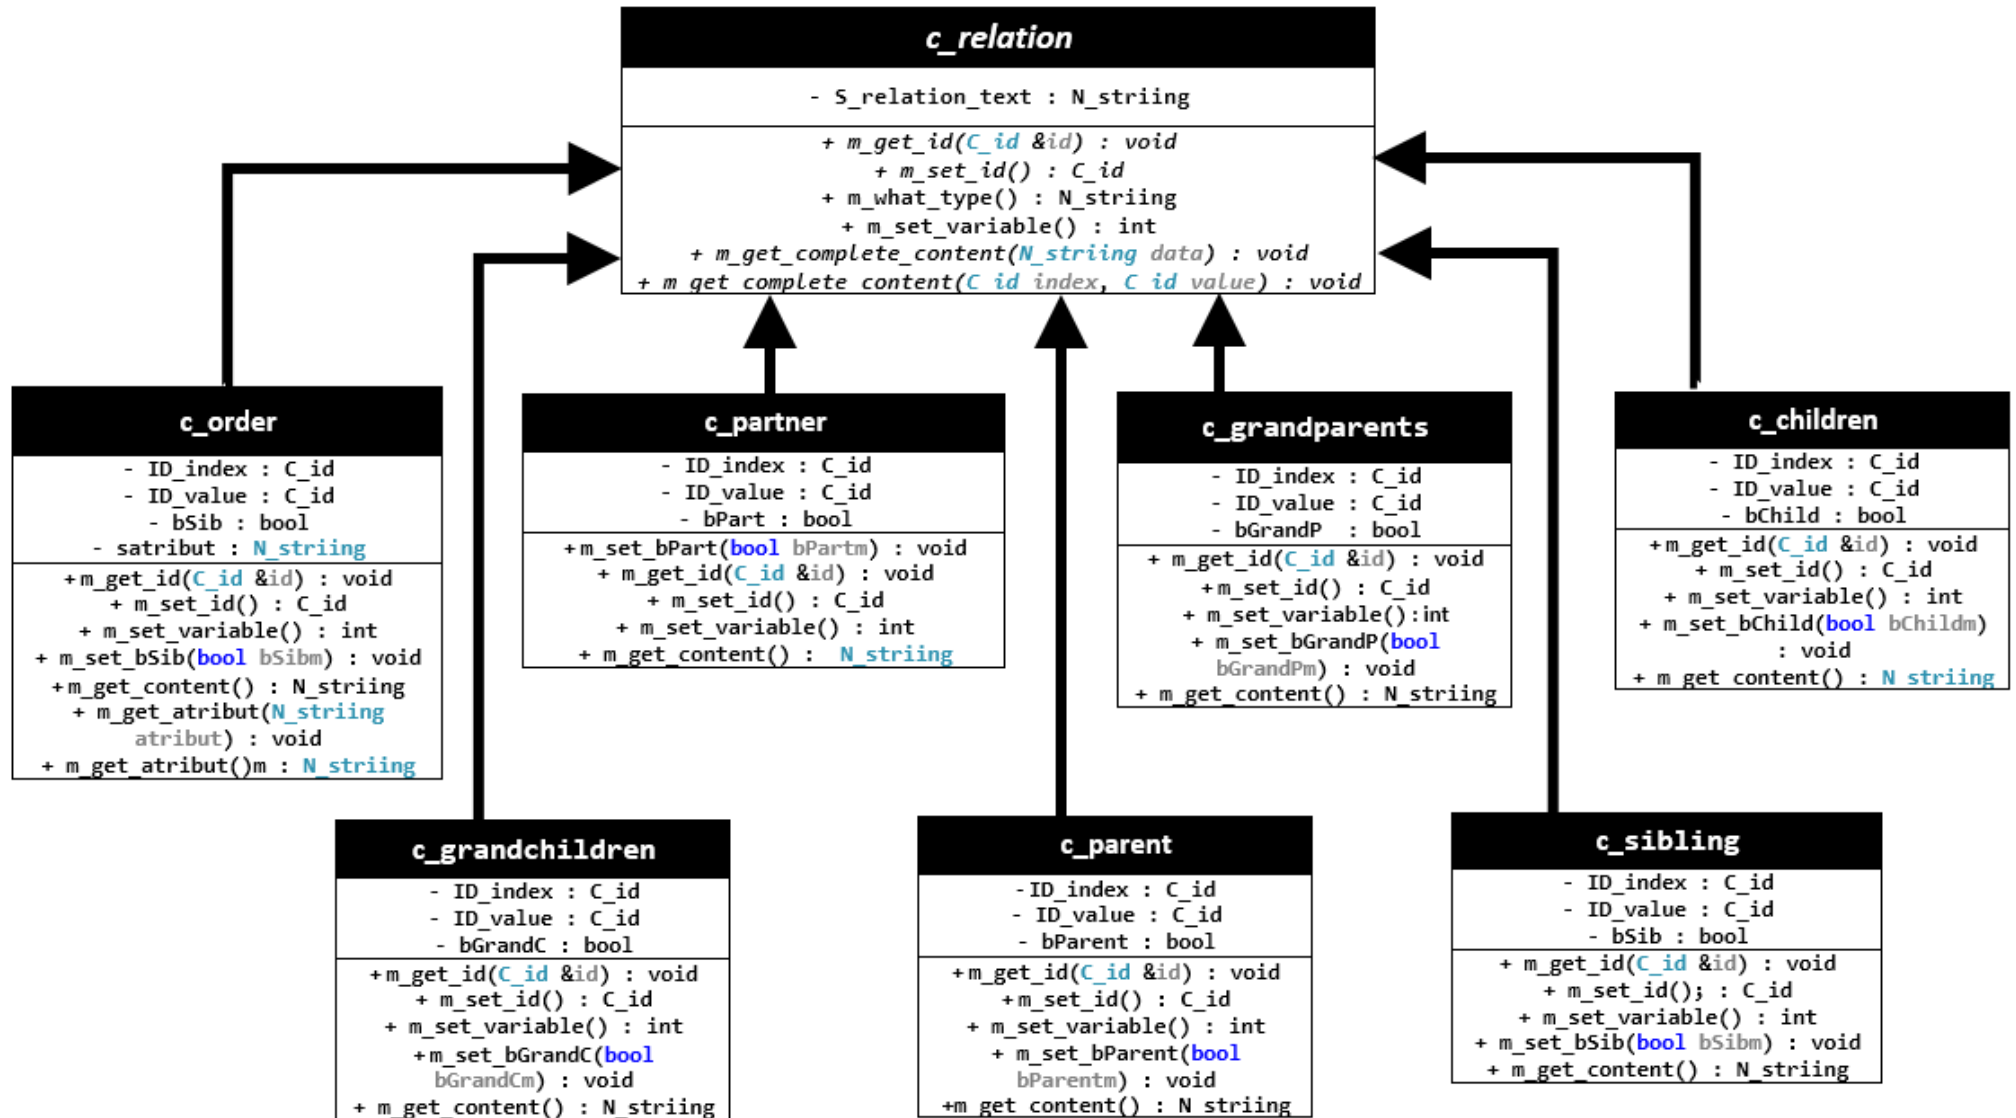 c_relation
- S_relation_text : N_striing
+ m_get_id(C_id &id) : void
+ m_set_id() : C_id
+ m_what_type() : N_striing
+ m_set_variable() : int
+ m_get_complete_content(N_striing data) : void
+ m_get_complete_content(C_id index, C_id value) : void
c_order
- ID_index : C_id
- ID_value : C_id
- bSib : bool
- satribut : N_striing
+m_get_id(C_id &id) : void
+ m_set_id() : C_id
+ m_set_variable() : int
+ m_set_bSib(bool bSibm) : void
+m_get_content() : N_striing
+ m_get_atribut(N_striing
atribut) : void
+ m_get_atribut()m : N_striing
c_partner
- ID_index : C_id
- ID_value : C_id
- bPart : bool
+m_set_bPart(bool bPartm) : void
+ m_get_id(C_id &id) : void
+ m_set_id() : C_id
+ m_set_variable() : int
+ m_get_content() :  N_striing
c_grandparents
- ID_index : C_id
- ID_value : C_id
- bGrandP  : bool
+ m_get_id(C_id &id) : void
+m_set_id() : C_id
+ m_set_variable():int
+ m_set_bGrandP(bool
bGrandPm) : void
+ m_get_content() : N_striing
c_children
- ID_index : C_id
- ID_value : C_id
- bChild : bool
+m_get_id(C_id &id) : void
+ m_set_id() : C_id
+ m_set_variable() : int
+ m_set_bChild(bool bChildm)
: void
+ m_get_content() : N_striing
c_grandchildren
- ID_index : C_id
- ID_value : C_id
- bGrandC : bool
+m_get_id(C_id &id) : void
+ m_set_id() : C_id
+ m_set_variable() : int
+m_set_bGrandC(bool
bGrandCm) : void
+ m_get_content() : N_striing
c_parent
-ID_index : C_id
- ID_value : C_id
- bParent : bool
+m_get_id(C_id &id) : void
+m_set_id() : C_id
+ m_set_variable() : int
+ m_set_bParent(bool
bParentm) : void
+m_get_content() : N_striing
c_sibling
- ID_index : C_id
- ID_value : C_id
- bSib : bool
+ m_get_id(C_id &id) : void
+ m_set_id(); : C_id
+ m_set_variable() : int
+ m_set_bSib(bool bSibm) : void
+ m_get_content() : N_striing